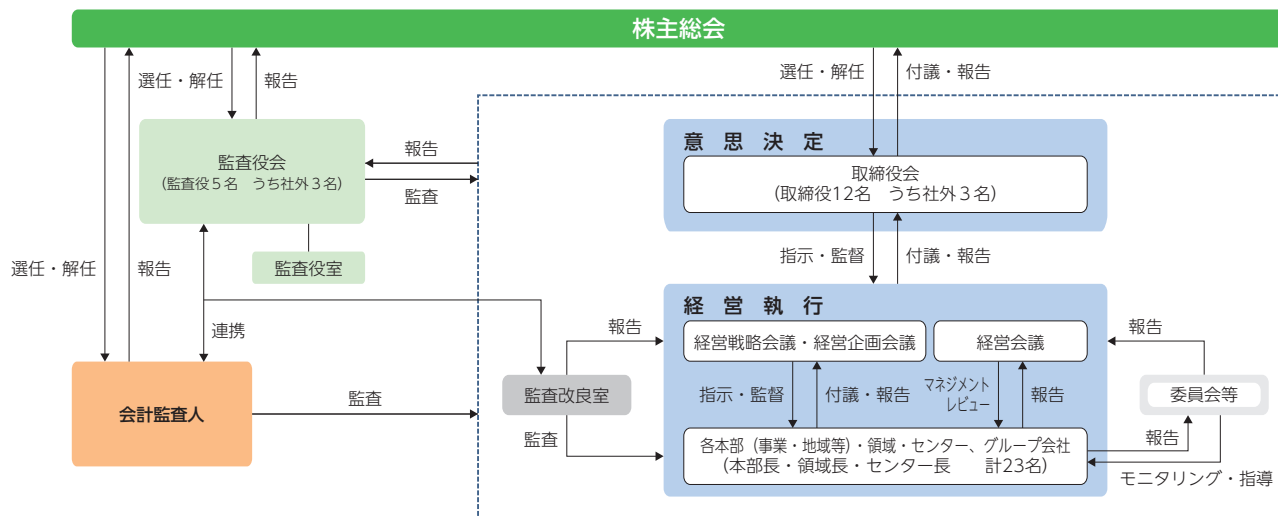 株主総会
選任・解任
報告
選任・解任
付議・報告
意思決定
監査役会
(監査役5名　うち社外3名)
報告
監査
取締役会
(取締役12名　うち社外3名)
選任・解任
報告
監査役室
指示・監督
付議・報告
経営執行
連携
報告
経営戦略会議・経営企画会議
経営会議
報告
会計監査人
監査
監査改良室
指示・監督
付議・報告
マネジメント
レビュー
報告
委員会等
監査
各本部（事業・地域等）・領域・センター、グループ会社
(本部長・領域長・センター長　　計23名)
報告
モニタリング・指導